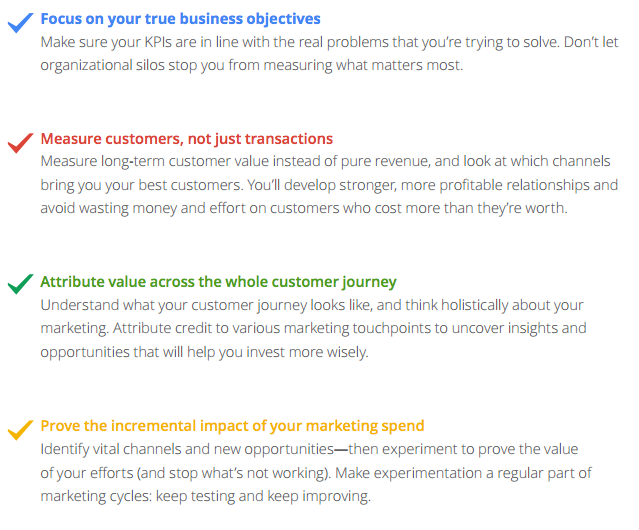 Focus on your true business objectives
Make sure your KPIs are in line with the real problems that you're trying to solve. Don't let
organizational silos stop you from measuring what matters most.
Measure customers, not just transactions
Measure long-term customer value instead of pure revenue, and look at which channels
bring you your best customers. You'll develop stronger, more profitable relationships and
avoid wasting money and effort on customers who cost more than they're worth.
Attribute value across the whole customer journey
Understand what your customer journey looks like, and think holistically about your
marketing. Attribute credit to various marketing touchpoints to uncover insights and
opportunities that will help you invest more wisely.
Prove the incremental impact of your marketing spend
Identify vital channels and new opportunities—then experiment to prove the value
of your efforts (and stop what's not working). Make experimentation a regular part of
marketing cycles: keep testing and keep improving.